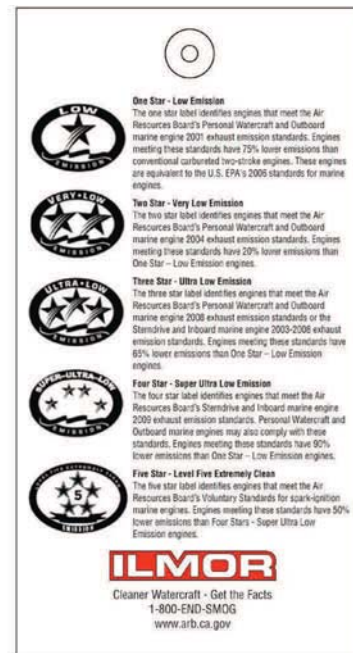 LOW
EMISSION
One Star - Low Emission
The one star label identifies engines that meet the Air
Resources Board's Personal Watercraft and Outboard
marine engine 2001 exhaust emission standards. Engines
meeting these standards have 75% lower emissions than
conventional carbureted two-stroke engines. These engines
are equivalent to the U.S. EPA's 2006 standards for marine
engines.
VERY•LOW
EMISSION
Two Star - Very Low Emission
The two star label identifies engines that meet the Air
Resources Board's Personal Watercraft and Outboard
marine engine 2004 exhaust emission standards. Engines
meeting these standards have 20% lower emissions than
One Star – Low Emission engines.
ULTRA•LOW
EMISSION
Three Star - Ultra Low Emission
The three star label identifies engines that meet the Air
Resources Board's Personal Watercraft and Outboard
marine engine 2008 exhaust emission standards or the
Sterndrive and Inboard marine engine 2003-2008 exhaust
emission standards. Engines meeting these standards have
65% lower emissions than One Star – Low Emission
engines.
SUPER-ULTRA-LOW
EMISSION
Four Star - Super Ultra Low Emission
The four star label identifies engines that meet the Air
Resources Board's Sterndrive and Inboard marine engine
2009 exhaust emission standards. Personal Watercraft and
Outboard marine engines may also comply with these
standards. Engines meeting these standards have 90%
lower emissions than One Star – Low Emission engines.
5
EMISSION
Five Star - Level Five Extremely Clean
The five star label identifies engines that meet the Air
Resources Board's Voluntary Standards for spark-ignition
marine engines. Engines meeting these standards have 50%
lower emissions than Four Stars - Super Ultra Low
Emission engines.
ILMOR
Cleaner Watercraft - Get the Facts
1-800-END-SMOG
www.arb.ca.gov